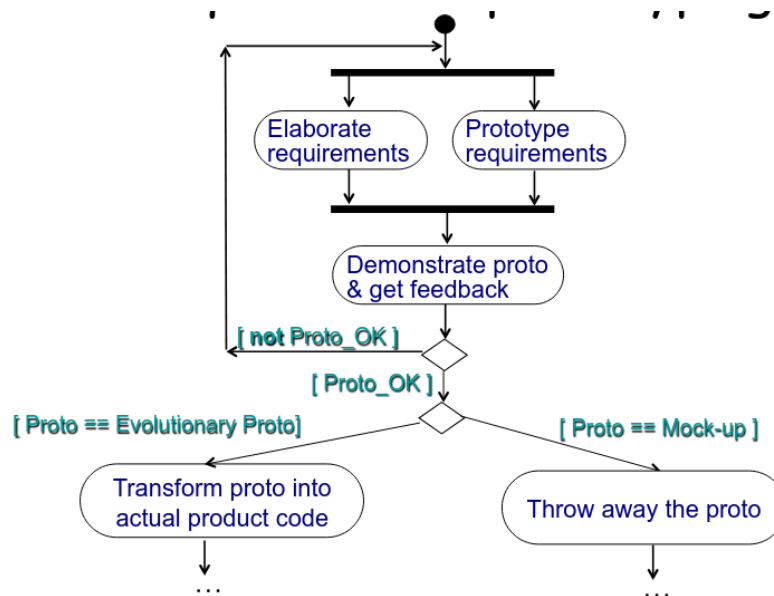 Elaborate Prototype
requirements requirements
Demonstrate proto
& get feedback
[ not Proto_OK ]
[ Proto_OK ]
[ Proto == Evolutionary Proto]
[ Proto == Mock-up ]
Transform proto into
actual product code
Throw away the proto
...
...